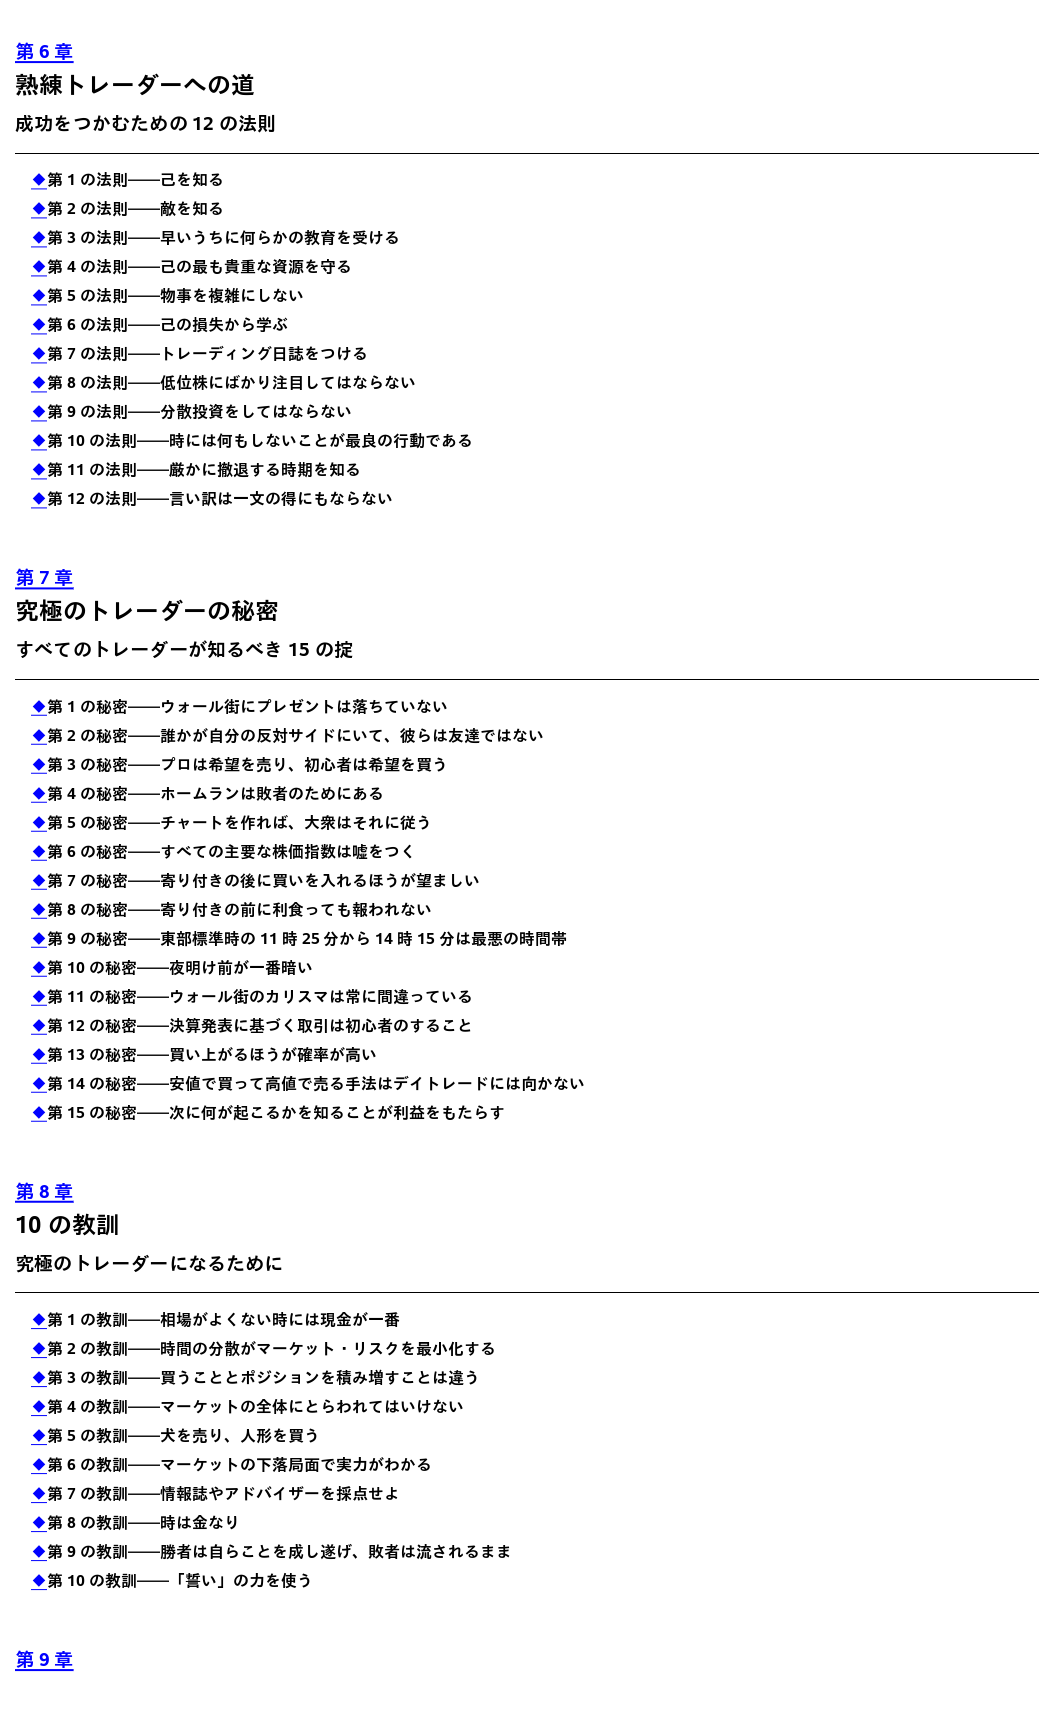 第 6 章
熟練トレーダーへの道
成功をつかむための 12 の法則
◆第 1 の法則――己を知る
◆第 2 の法則――敵を知る
◆第 3 の法則――早いうちに何らかの教育を受ける
◆第 4 の法則――己の最も貴重な資源を守る
◆第 5 の法則――物事を複雑にしない
◆第 6 の法則――己の損失から学ぶ
◆第 7 の法則――トレーディング日誌をつける
◆第 8 の法則――低位株にばかり注目してはならない
◆第 9 の法則――分散投資をしてはならない
◆第 10 の法則――時には何もしないことが最良の行動である
◆第 11 の法則――厳かに撤退する時期を知る
◆第 12 の法則――言い訳は一文の得にもならない
第 7 章
究極のトレーダーの秘密
すべてのトレーダーが知るべき 15 の掟
◆第 1 の秘密――ウォール街にプレゼントは落ちていない
◆第 2 の秘密――誰かが自分の反対サイドにいて、彼らは友達ではない
◆第 3 の秘密――プロは希望を売り、初心者は希望を買う
◆第 4 の秘密――ホームランは敗者のためにある
◆第 5 の秘密――チャートを作れば、大衆はそれに従う
◆第 6 の秘密――すべての主要な株価指数は嘘をつく
◆第 7 の秘密――寄り付きの後に買いを入れるほうが望ましい
◆第 8 の秘密――寄り付きの前に利食っても報われない
◆第 9 の秘密――東部標準時の 11 時 25 分から 14 時 15 分は最悪の時間帯
◆第 10 の秘密――夜明け前が一番暗い
◆第 11 の秘密――ウォール街のカリスマは常に間違っている
◆第 12 の秘密――決算発表に基づく取引は初心者のすること
◆第 13 の秘密――買い上がるほうが確率が高い
◆第 14 の秘密――安値で買って高値で売る手法はデイトレードには向かない
◆第 15 の秘密――次に何が起こるかを知ることが利益をもたらす
第 8 章
10 の教訓
究極のトレーダーになるために
◆第 1 の教訓――相場がよくない時には現金が一番
◆第 2 の教訓――時間の分散がマーケット・リスクを最小化する
◆第 3 の教訓――買うこととポジションを積み増すことは違う
◆第 4 の教訓――マーケットの全体にとらわれてはいけない
◆第 5 の教訓――犬を売り、人形を買う
◆第 6 の教訓――マーケットの下落局面で実力がわかる
◆第 7 の教訓――情報誌やアドバイザーを採点せよ
◆第 8 の教訓――時は金なり
◆第 9 の教訓――勝者は自らことを成し遂げ、敗者は流されるまま
◆第 10 の教訓――「誓い」の力を使う
第 9 章